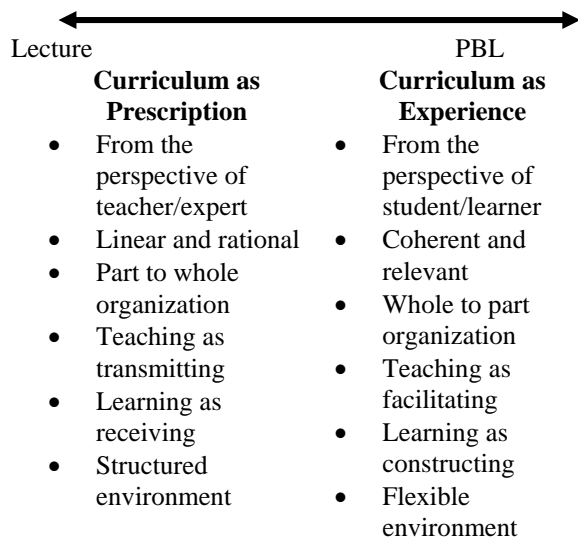 Lecture PBL
Curriculum as
Prescription
• From the
perspective of
teacher/expert
• Linear and rational
• Part to whole
organization
• Teaching as
transmitting
• Learning as
receiving
• Structured
environment
Curriculum as
Experience
• From the
perspective of
student/learner
• Coherent and
relevant
• Whole to part
organization
• Teaching as
facilitating
• Learning as
constructing
• Flexible
environment